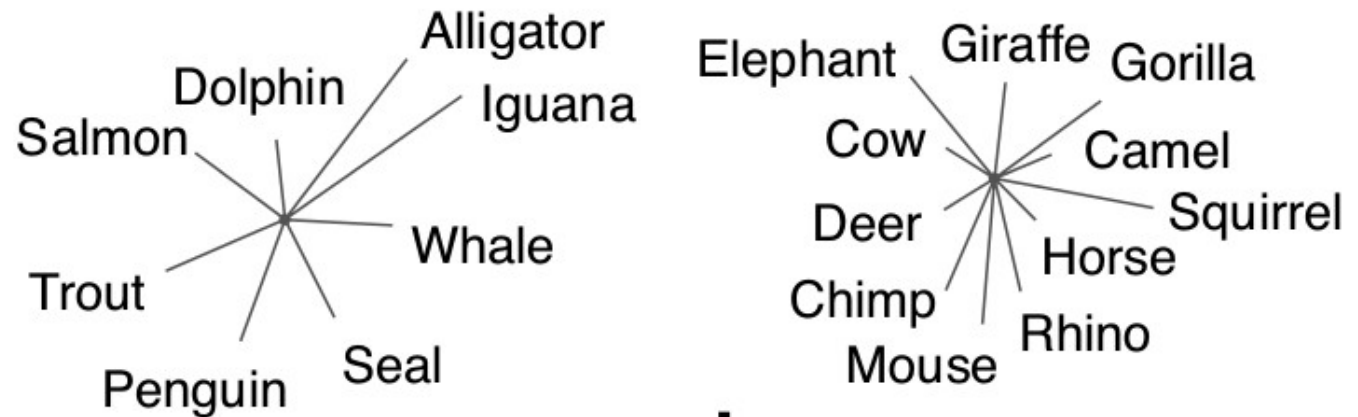 Alligator
Dolphin
Iguana
Salmon
Whale
Trout
Seal
Penguin
Elephant
Giraffe
Gorilla
Cow
Camel
Squirrel
Deer
Horse
Chimp
Rhino
Mouse